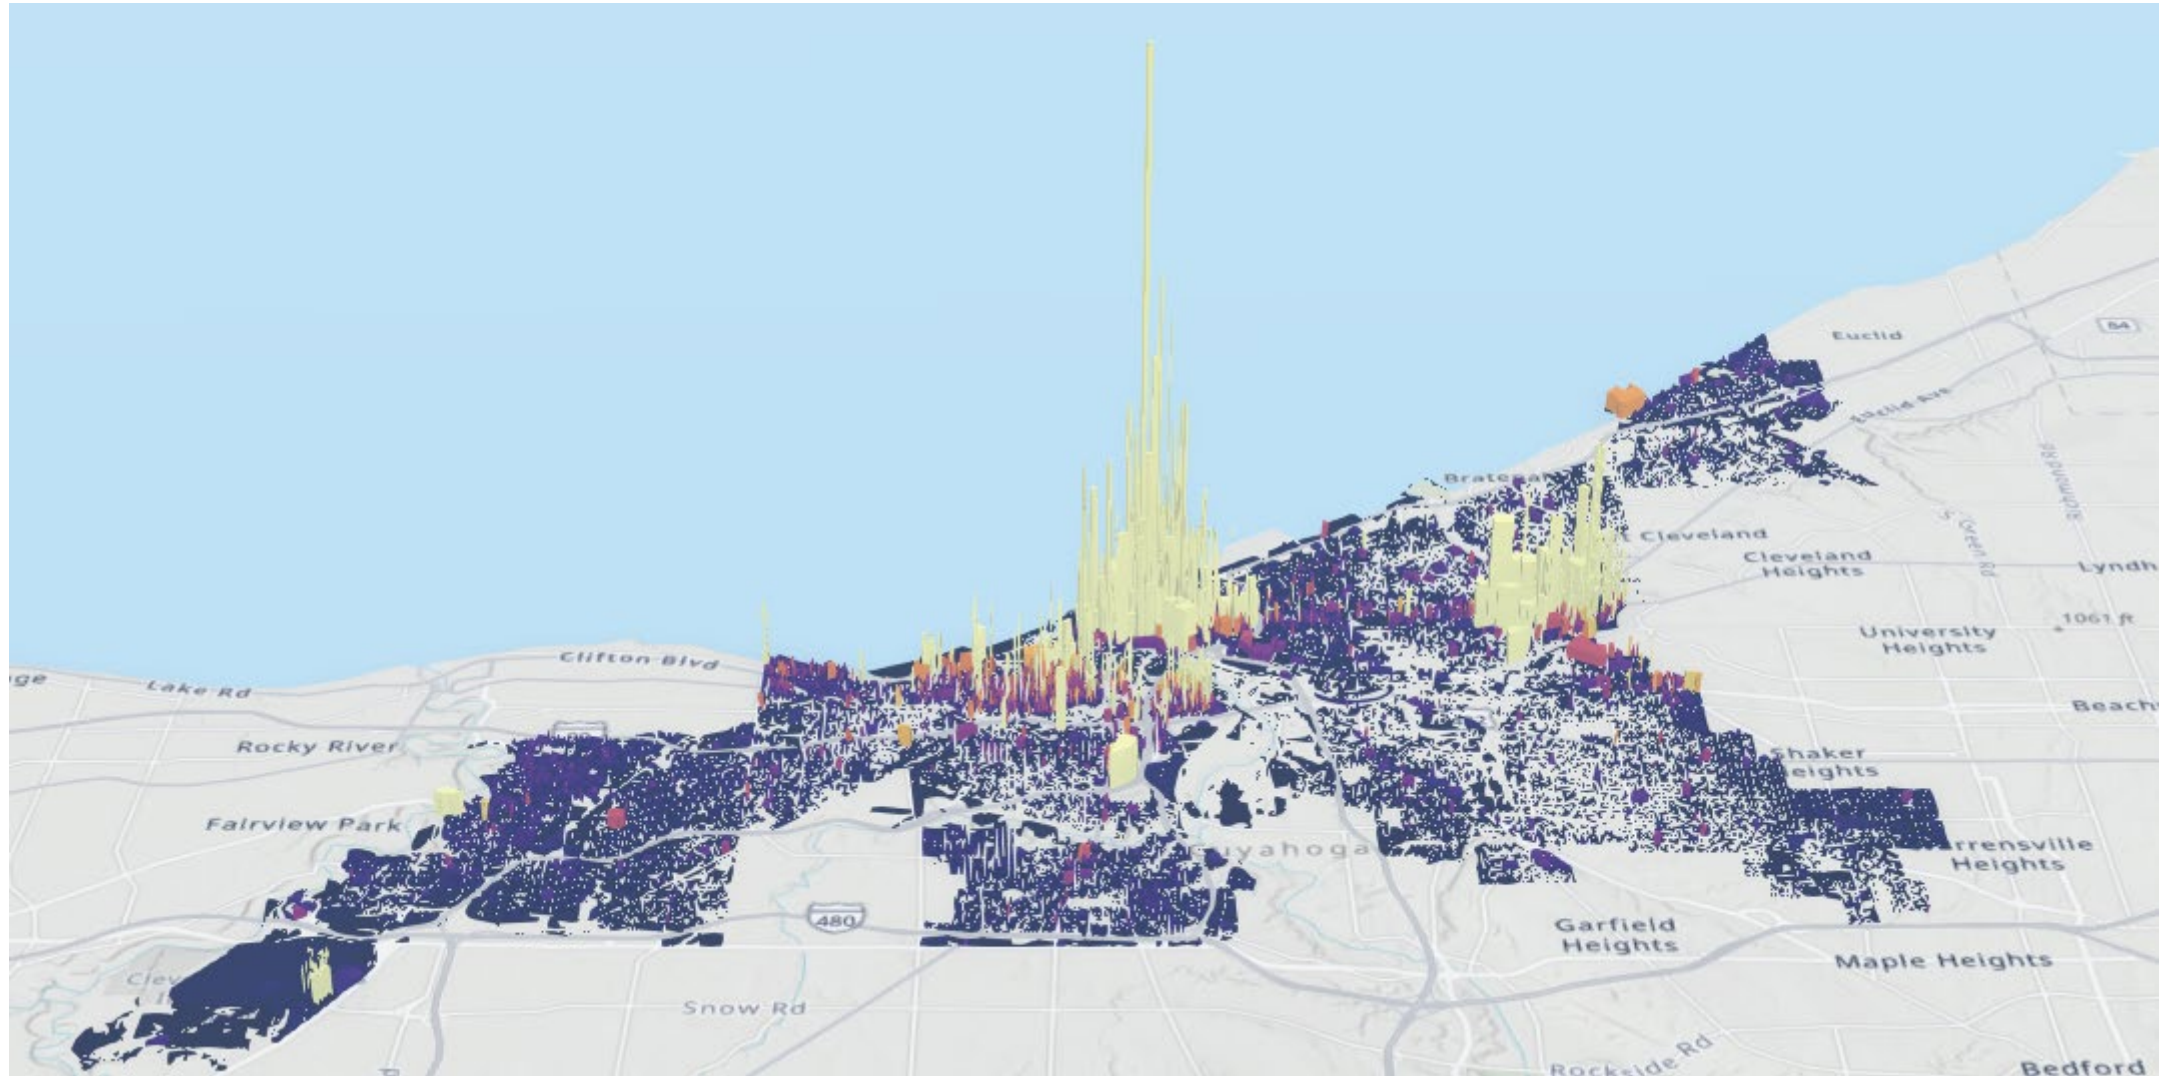 Euclid
84
Euclid Ave
Richmond Rd
Green Rd
Cleveland
Cleveland
Heights
Lyndh
1061 ft
University
Heights
Clifton Blvd
ge
Lake Rd
Beach
Rocky River
Shaker
Heights
Fairview Park
uyahoga
rrensville
Heights
480
Garfield
Heights
Maple Heights
Clev
Snow Rd
Rockside Rd
Bedford